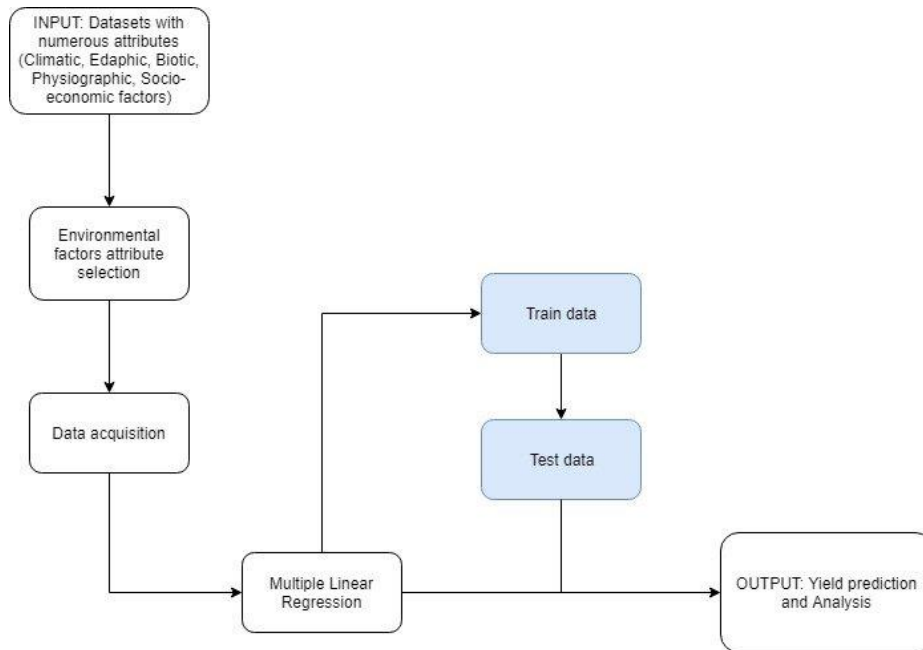 INPUT: Datasets with
numerous attributes
(Climatic, Edaphic, Biotic,
Physiographic, Socio-
economic factors)
Environmental
factors attribute
selection
Data acquisition
Multiple Linear
Regression
Train data
Test data
OUTPUT: Yield prediction
and Analysis